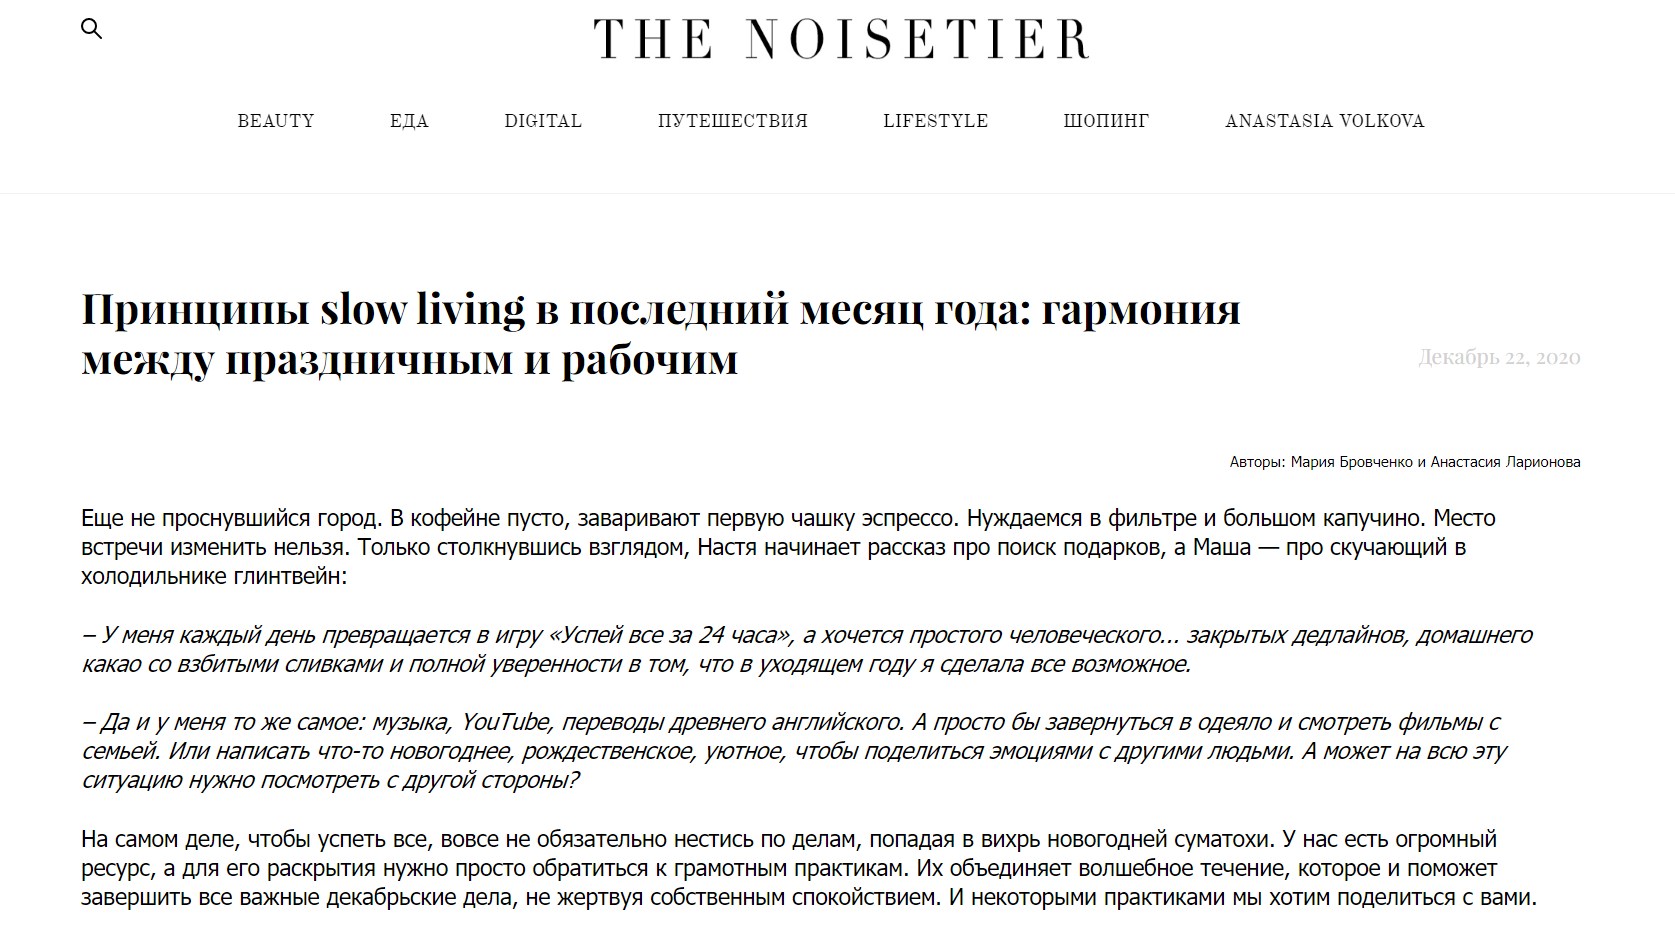 THE NOISETIER
BEAUTY ЕДА DIGITAL ПУТЕШЕСТВИЯ LIFESTYLE ШОПИНГ ANASTASIA VOLKOVA
Принципы slow living в последний месяц года: гармония
между праздничным и рабочим
Декабрь 22, 2020
Авторы: Мария Бровченко и Анастасия Ларионова
Еще не проснувшийся город. В кофейне пусто, заваривают первую чашку эспрессо. Нуждаемся в фильтре и большом капучино. Место
встречи изменить нельзя. Только столкнувшись взглядом, Настя начинает рассказ про поиск подарков, а Маша — про скучающий в
холодильнике глинтвейн:
– У меня каждый день превращается в игру «Успей все за 24 часа», а хочется простого человеческого... закрытых дедлайнов, домашнего
какао со взбитыми сливками и полной уверенности в том, что в уходящем году я сделала все возможное.
– Да и у меня то же самое: музыка, YouTube, переводы древнего английского. А просто бы завернуться в одеяло и смотреть фильмы с
семьей. Или написать что-то новогоднее, рождественское, уютное, чтобы поделиться эмоциями с другими людьми. А может на всю эту
ситуацию нужно посмотреть с другой стороны?
На самом деле, чтобы успеть все, вовсе не обязательно нестись по делам, попадая в вихрь новогодней суматохи. У нас есть огромный
ресурс, а для его раскрытия нужно просто обратиться к грамотным практикам. Их объединяет волшебное течение, которое и поможет
завершить все важные декабрьские дела, не жертвуя собственным спокойствием. И некоторыми практиками мы хотим поделиться с вами.